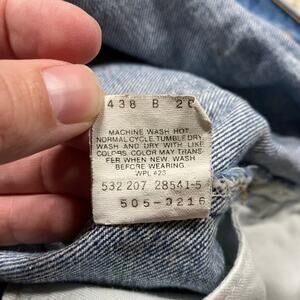 438 B 20
MACHINE WASH HOT
NORMAL CYCLE, TUMBLE DRY
WASH AND DRY WITH LIKE
COLORS. COLOR MAY TRANS-
FER WHEN NEW. WASH
BEFORE WEARING.
WPL 423
532 207 28541-5
505-0216